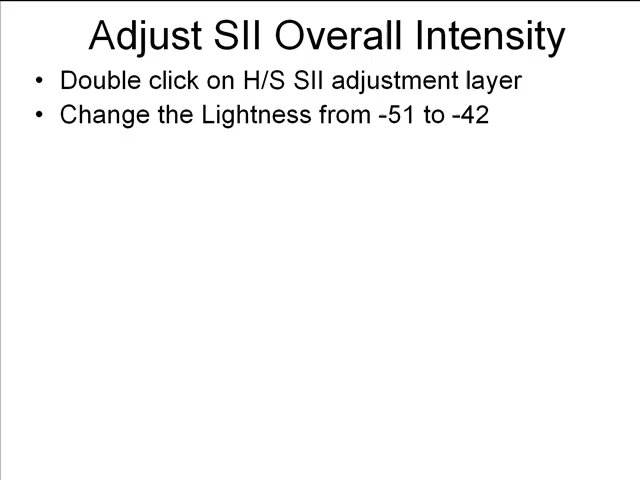 Adjust SII Overall Intensity
• Double click on H/S SII adjustment layer
• Change the Lightness from -51 to -42